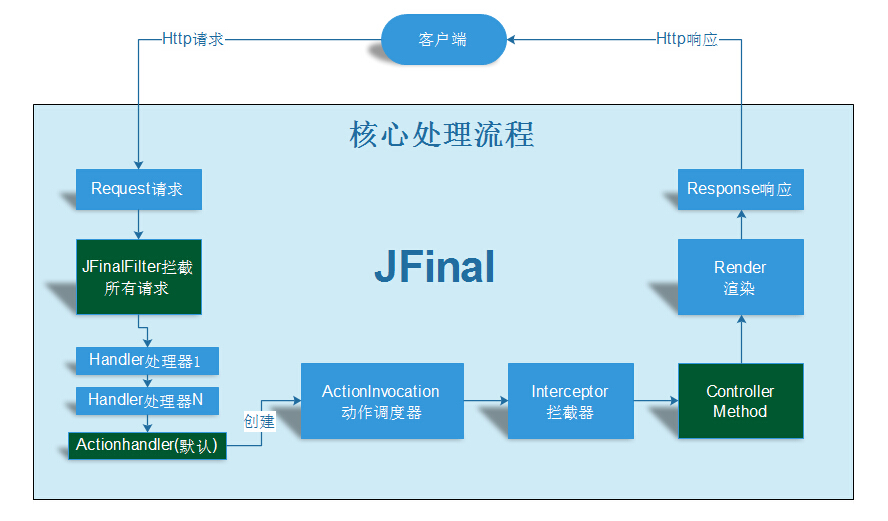 客户端
Http请求
Http响应
核心处理流程
Request请求
Response响应
JFinalFilter拦截
所有请求
JFinal
Render
渲染
Handler处理器1
Handler处理器N
Actionhandler(默认)
创建
ActionInvocation
动作调度器
Interceptor
拦截器
Controller
Method